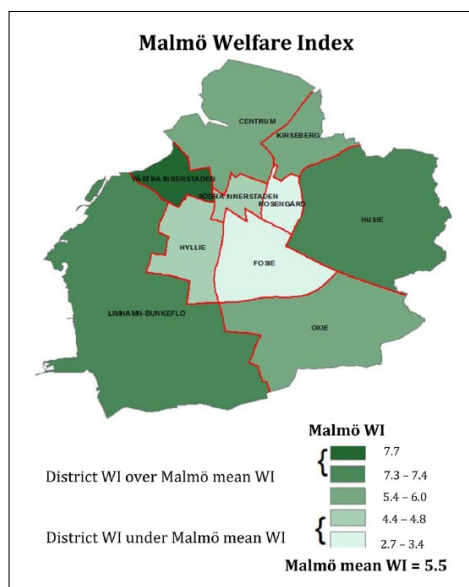 Malmö Welfare Index
CENTRUM
KIRSEBERG
VÄSTRA INNERSTADEN
SÖDRA INNERSTADEN
ROSENGÅRD
HUSIE
HYLLIE
FOSIE
LIMHAMN-BUNKEFLO
OXIE
Malmö WI
7.7
District WI over Malmö mean WI
7.3 – 7.4
5.4 – 6.0
4.4 – 4.8
District WI under Malmö mean WI
2.7 – 3.4
Malmö mean WI = 5.5